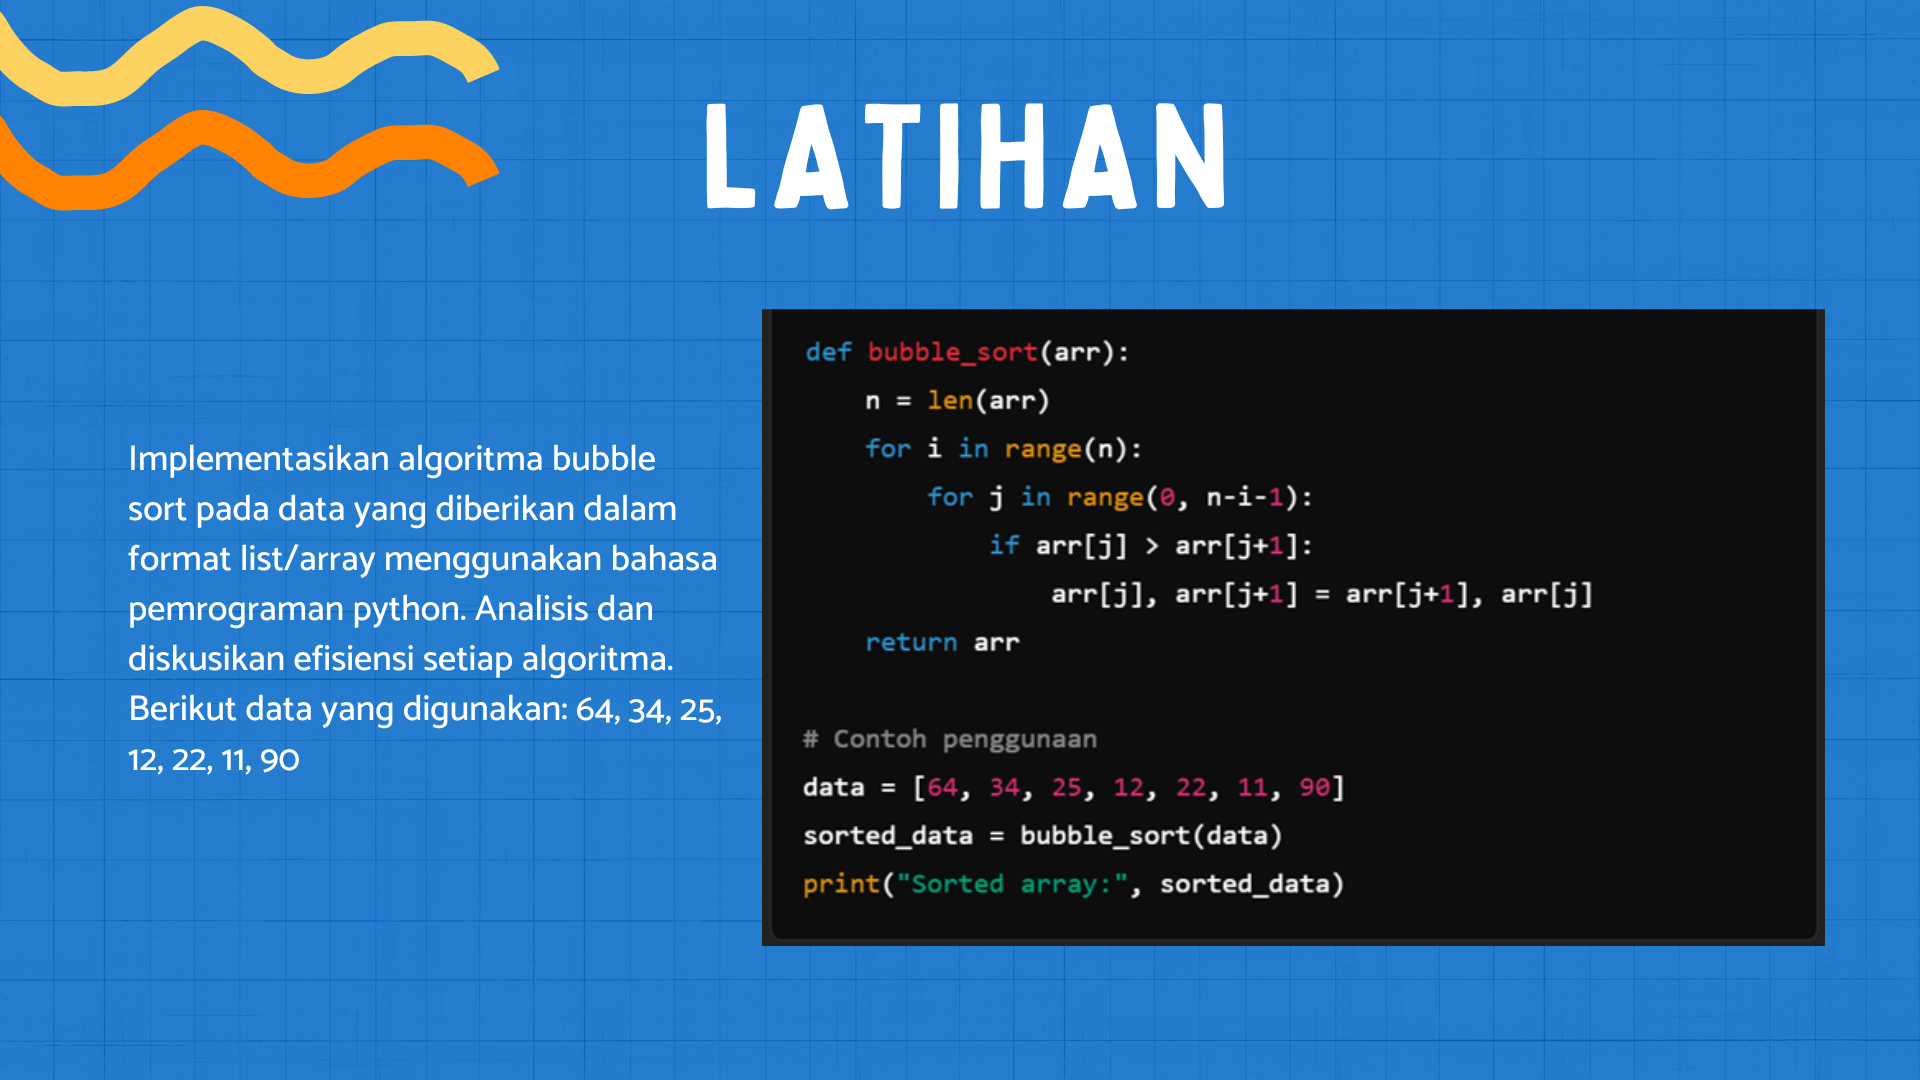 LATIHAN
Implementasikan algoritma bubble
sort pada data yang diberikan dalam
format list/array menggunakan bahasa
pemrograman python. Analisis dan
diskusikan efisiensi setiap algoritma.
Berikut data yang digunakan: 64, 34, 25,
12, 22, 11, 90
def bubble_sort(arr):
    n = len(arr)
    for i in range(n):
        for j in range(0, n-i-1):
            if arr[j] > arr[j+1]:
                arr[j], arr[j+1] = arr[j+1], arr[j]
    return arr
# Contoh penggunaan
data = [64, 34, 25, 12, 22, 11, 90]
sorted_data = bubble_sort(data)
print("Sorted array:", sorted_data)